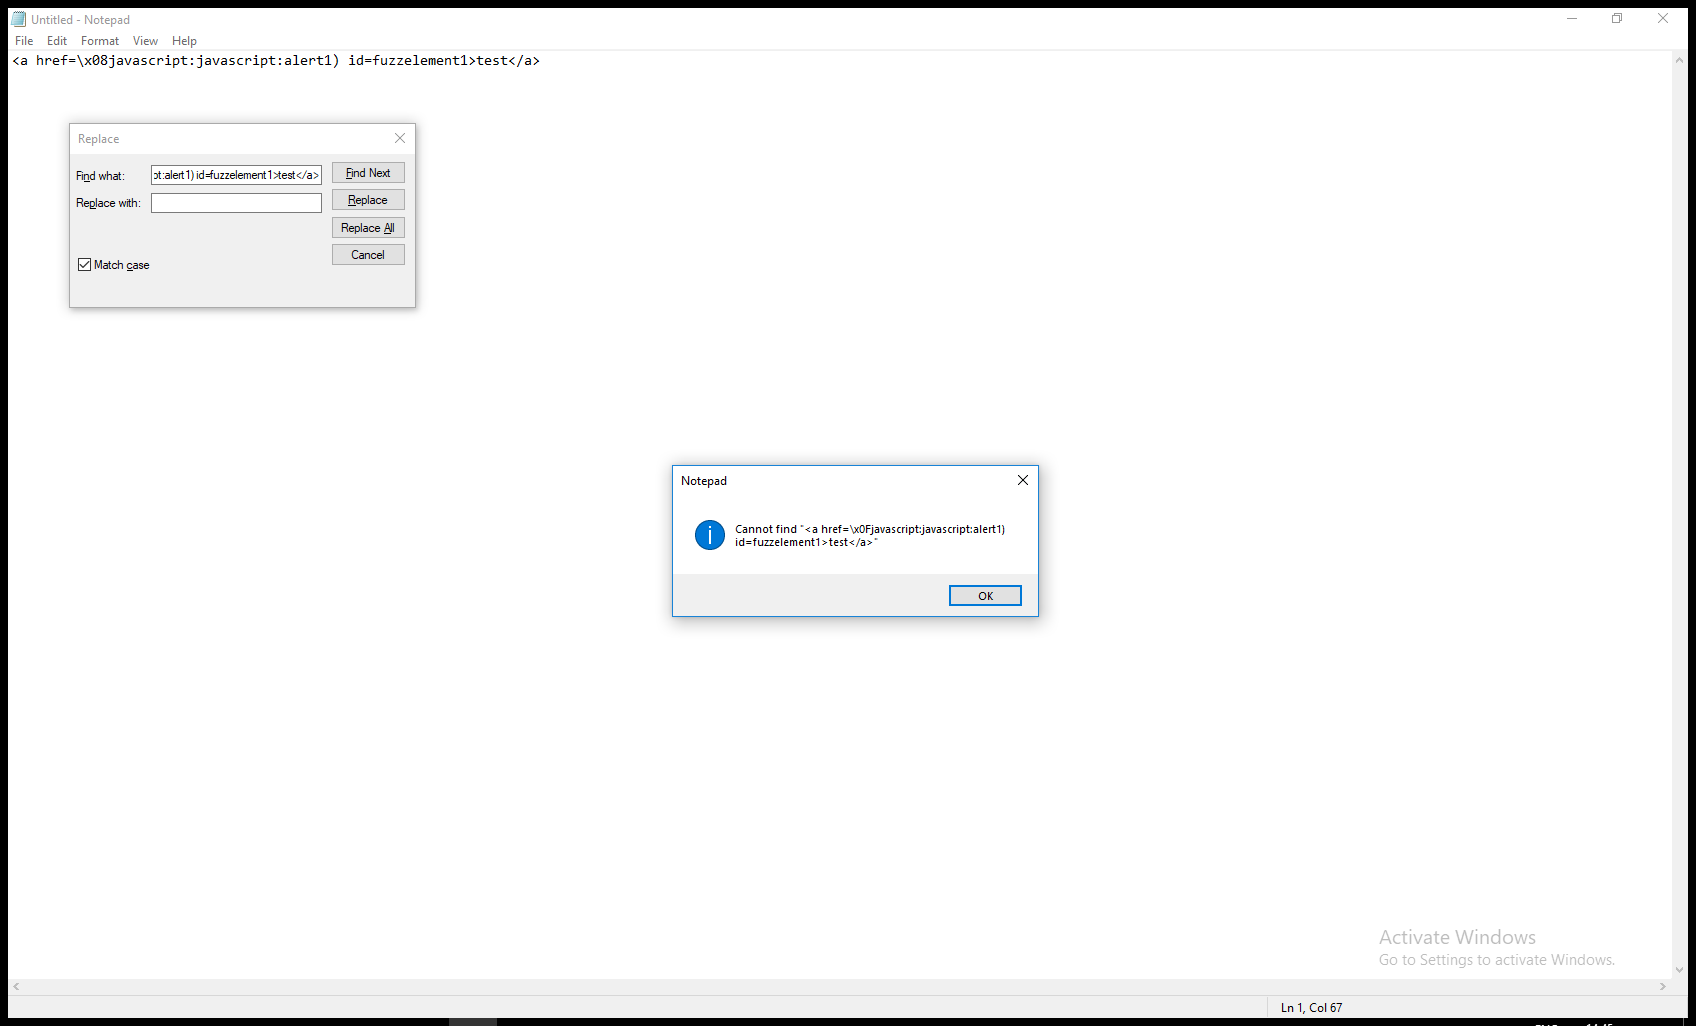 Untitled - Notepad
File Edit Format View Help
<a href=\x08javascript:javascript:alert1) id=fuzzelement1>test</a>
Replace
Find what: pt:alert1) id=fuzzelement1>test</a> Find Next
Replace with: Replace
Replace All
Cancel
Match case
Notepad
Cannot find "<a href=\x0Fjavascript:javascript:alert1)
id=fuzzelement1>test</a>"
OK
Activate Windows
Go to Settings to activate Windows.
Ln 1, Col 67